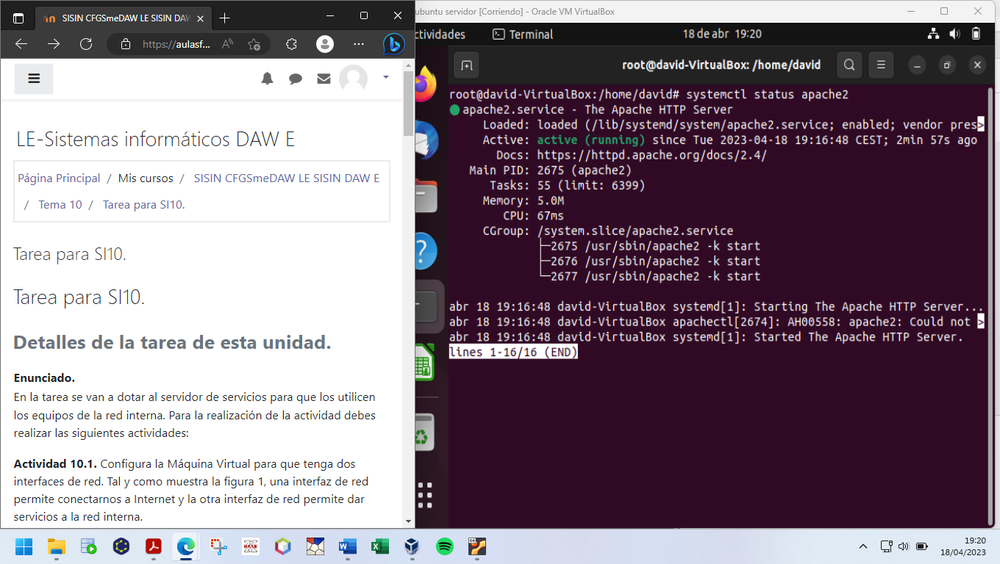 SISIN CFGSmeDAW LE SISIN DAW
https://aulasf...
LE-Sistemas informáticos DAW E
Página Principal / Mis cursos / SISIN CFGSmeDAW LE SISIN DAW E
/ Tema 10 / Tarea para SI10.
Tarea para SI10.
Tarea para SI10.
Detalles de la tarea de esta unidad.
Enunciado.
En la tarea se van a dotar al servidor de servicios para que los utilicen
los equipos de la red interna. Para la realización de la actividad debes
realizar las siguientes actividades:
Actividad 10.1. Configura la Máquina Virtual para que tenga dos
interfaces de red. Tal y como muestra la figura 1, una interfaz de red
permite conectarnos a Internet y la otra interfaz de red permite dar
servicios a la red interna.
ubuntu servidor [Corriendo] - Oracle VM VirtualBox
ctividades Terminal 18 de abr 19:20
root@david-VirtualBox: /home/david
root@david-VirtualBox:/home/david# systemctl status apache2
apache2.service - The Apache HTTP Server
Loaded: loaded (/lib/systemd/system/apache2.service; enabled; vendor pres>
Active: active (running) since Tue 2023-04-18 19:16:48 CEST; 2min 57s ago
Docs: https://httpd.apache.org/docs/2.4/
Main PID: 2675 (apache2)
Tasks: 55 (limit: 6399)
Memory: 5.0M
CPU: 67ms
CGroup: /system.slice/apache2.service
├─2675 /usr/sbin/apache2 -k start
├─2676 /usr/sbin/apache2 -k start
└─2677 /usr/sbin/apache2 -k start
abr 18 19:16:48 david-VirtualBox systemd[1]: Starting The Apache HTTP Server...
abr 18 19:16:48 david-VirtualBox apachectl[2674]: AH00558: apache2: Could not >
abr 18 19:16:48 david-VirtualBox systemd[1]: Started The Apache HTTP Server.
lines 1-16/16 (END)
19:20
18/04/2023